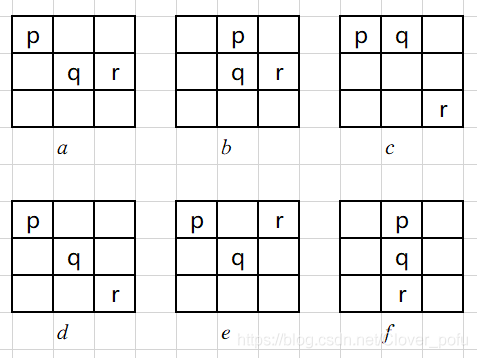 p p p q
q r q r
r
a b c
p p r p
q q q
r r
d e f
https://blog.csdn.net/Clover_pofu